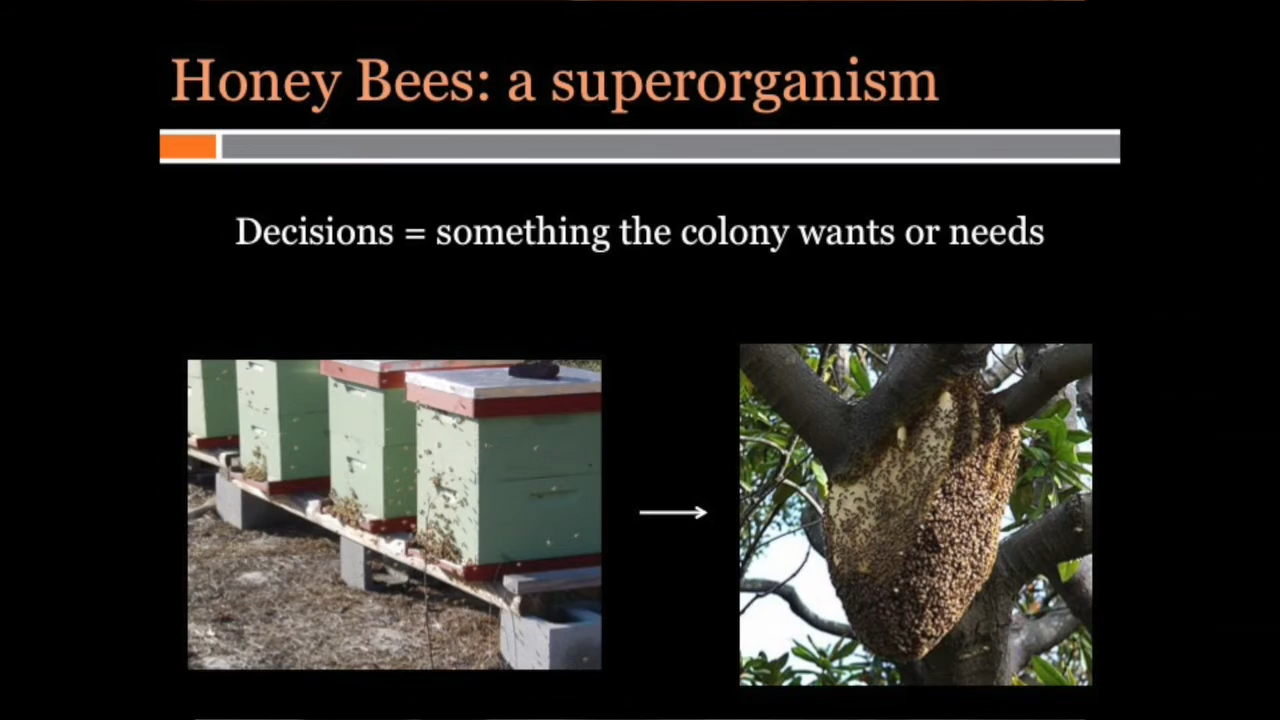 Honey Bees: a superorganism
Decisions = something the colony wants or needs